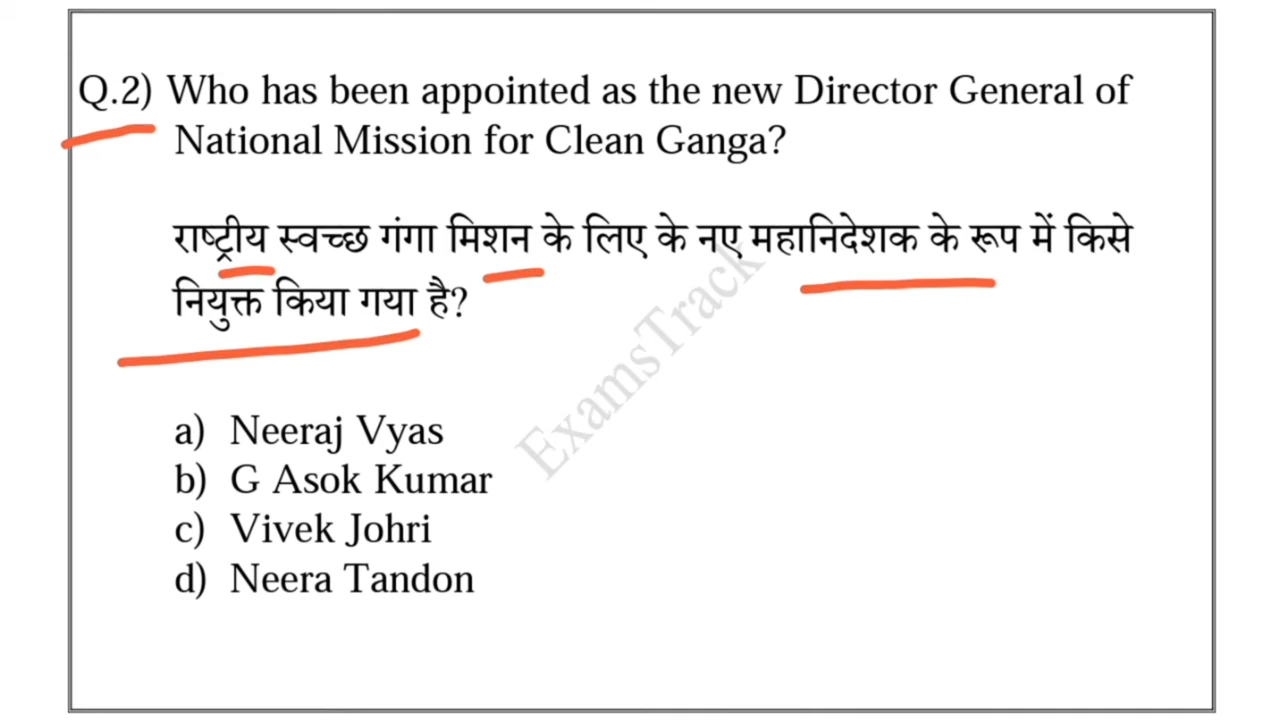 Q.2) Who has been appointed as the new Director General of
National Mission for Clean Ganga?
राष्ट्रीय स्वच्छ गंगा मिशन के लिए के नए महानिदेशक के रूप में किसे
नियुक्त किया गया है?
a) Neeraj Vyas
b) G Asok Kumar
c) Vivek Johri
d) Neera Tandon
ExamsTrack